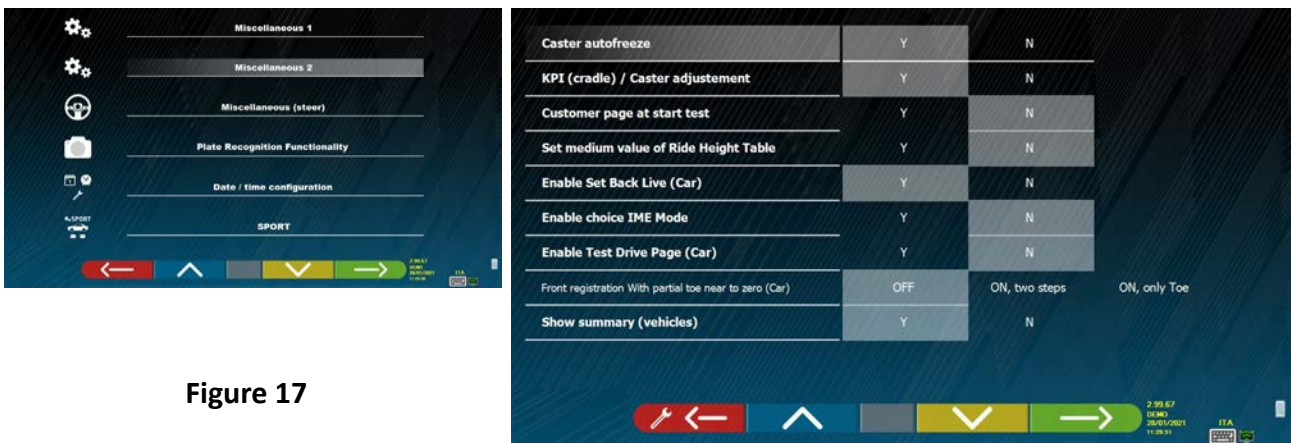 Miscellaneous 1
Miscellaneous 2
Miscellaneous (steer)
Plate Recognition Functionality
Date / time configuration
SPORT
SPORT
2.99.67
DEMO
28/01/2021
ITA
Figure 17
Caster autofreeze Y N
KPI (cradle) / Caster adjustement Y N
Customer page at start test Y N
Set medium value of Ride Height Table Y N
Enable Set Back Live (Car) Y N
Enable choice IME Mode Y N
Enable Test Drive Page (Car) Y N
Front registration With partial toe near to zero (Car) OFF ON, two steps ON, only Toe
Show summary (vehicles) Y N
2.99.67
DEMO
28/01/2021
11:29:51
ITA